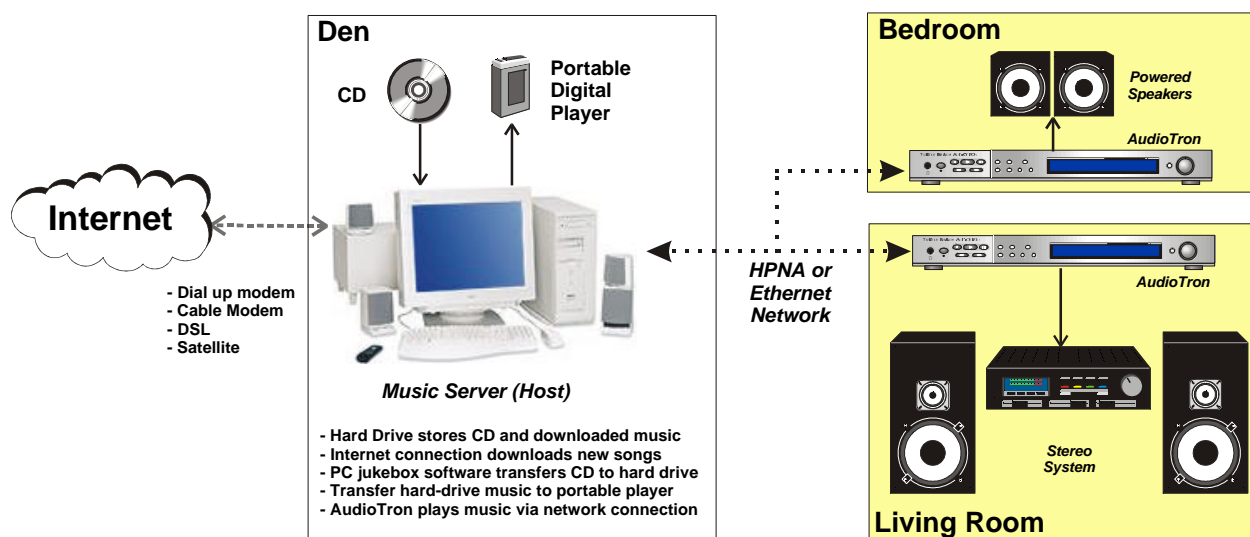 Den
CD
Portable
Digital
Player
Internet
- Dial up modem
- Cable Modem
- DSL
- Satellite
Music Server (Host)
- Hard Drive stores CD and downloaded music
- Internet connection downloads new songs
- PC jukebox software transfers CD to hard drive
- Transfer hard-drive music to portable player
- AudioTron plays music via network connection
HPNA or
Ethernet
Network
Bedroom
Powered
Speakers
AudioTron
AudioTron
Stereo
System
Living Room